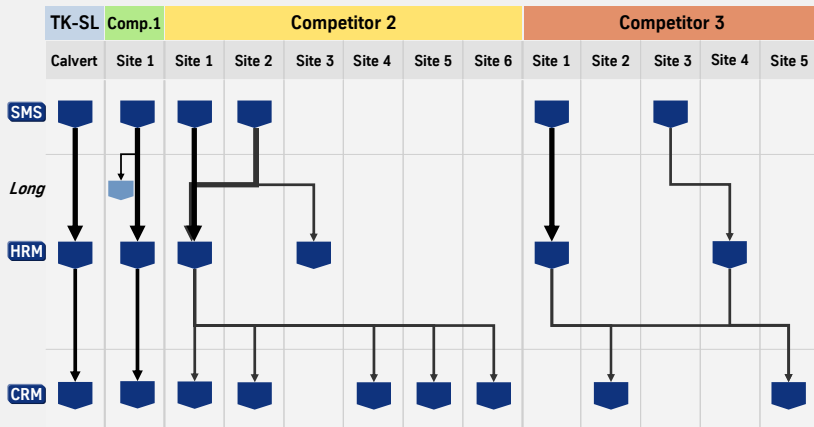 TK-SL Comp.1 Competitor 2 Competitor 3
Calvert Site 1 Site 1 Site 2 Site 3 Site 4 Site 5 Site 6 Site 1 Site 2 Site 3 Site 4 Site 5
SMS
Long
HRM
CRM